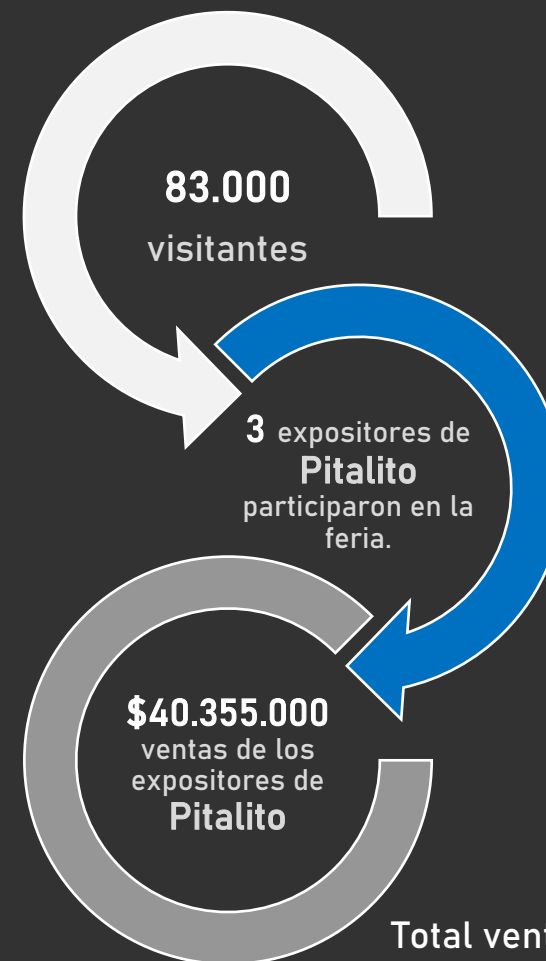 83.000
visitantes
3 expositores de
Pitalito
participaron en la
feria.
$40.355.000
ventas de los
expositores de
Pitalito
Total